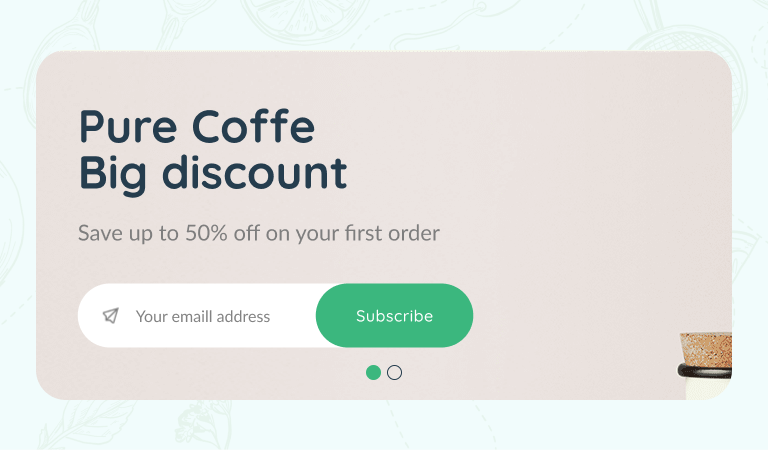 Pure Coffe
Big discount
Save up to 50% off on your first order
Your emaill address
Subscribe